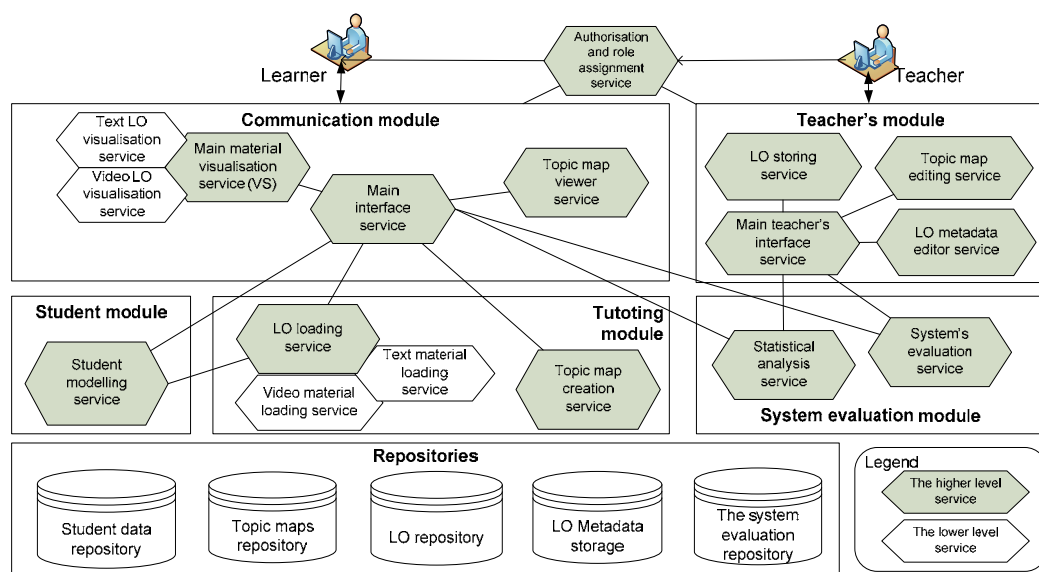 Learner
Authorisation
and role
assignment
service
Teacher
Communication module
Text LO
visualisation
service
Video LO
visualisation
service
Main material
visualisation
service (VS)
Main
interface
service
Topic map
viewer
service
Teacher's module
LO storing
service
Topic map
editing service
Main teacher's
interface
service
LO metadata
editor service
Student module
Student
modelling
service
Tutoting
module
LO loading
service
Text material
loading
service
Video material
loading service
Topic map
creation
service
Statistical
analysis
service
System's
evaluation
service
System evaluation module
Repositories
Student data
repository
Topic maps
repository
LO repository
LO Metadata
storage
The system
evaluation
repository
Legend
The higher level
service
The lower level
service